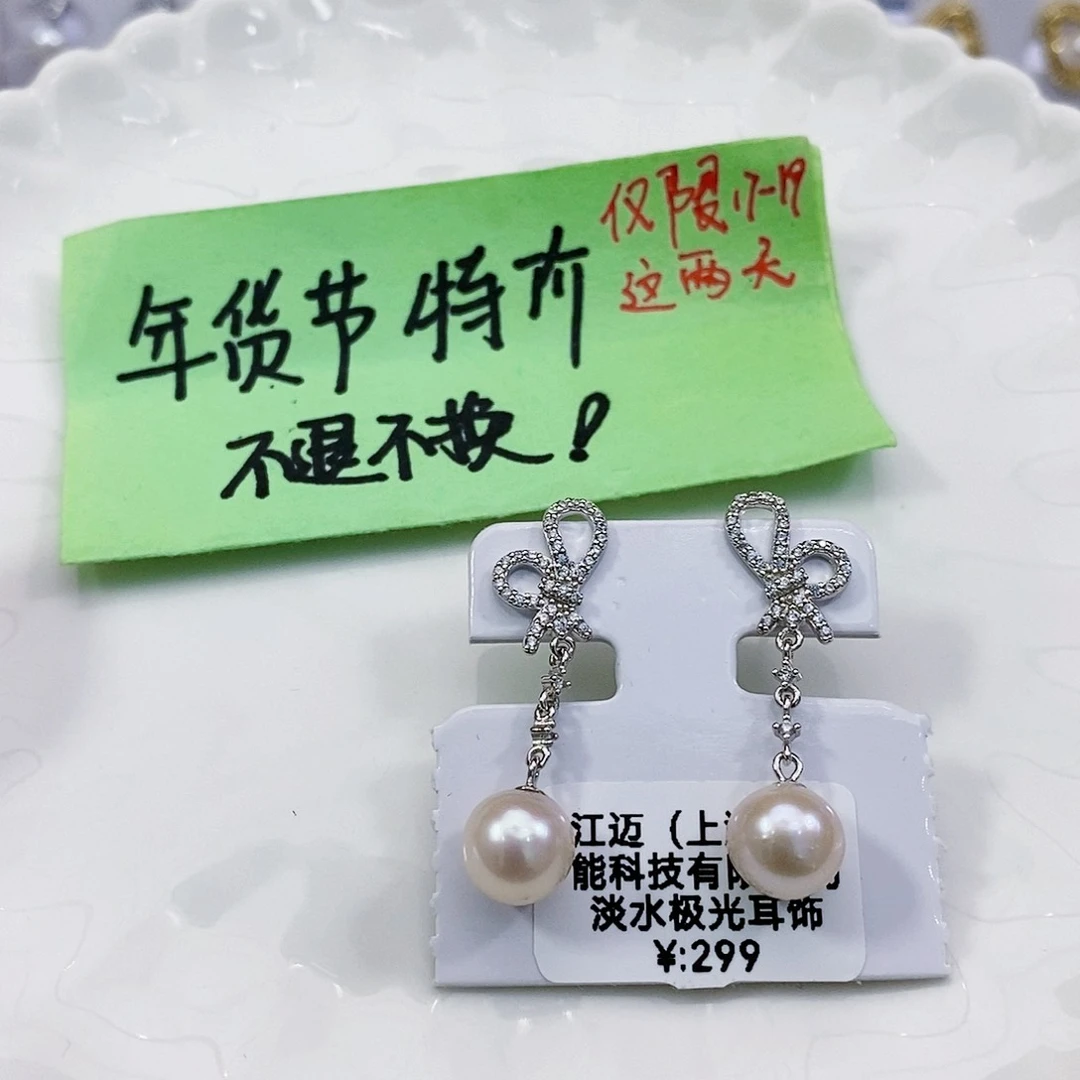 年货节特价
仅限17-19
这两天
不退不换！
江迈（上
能科技有限
淡水极光耳饰
¥:299